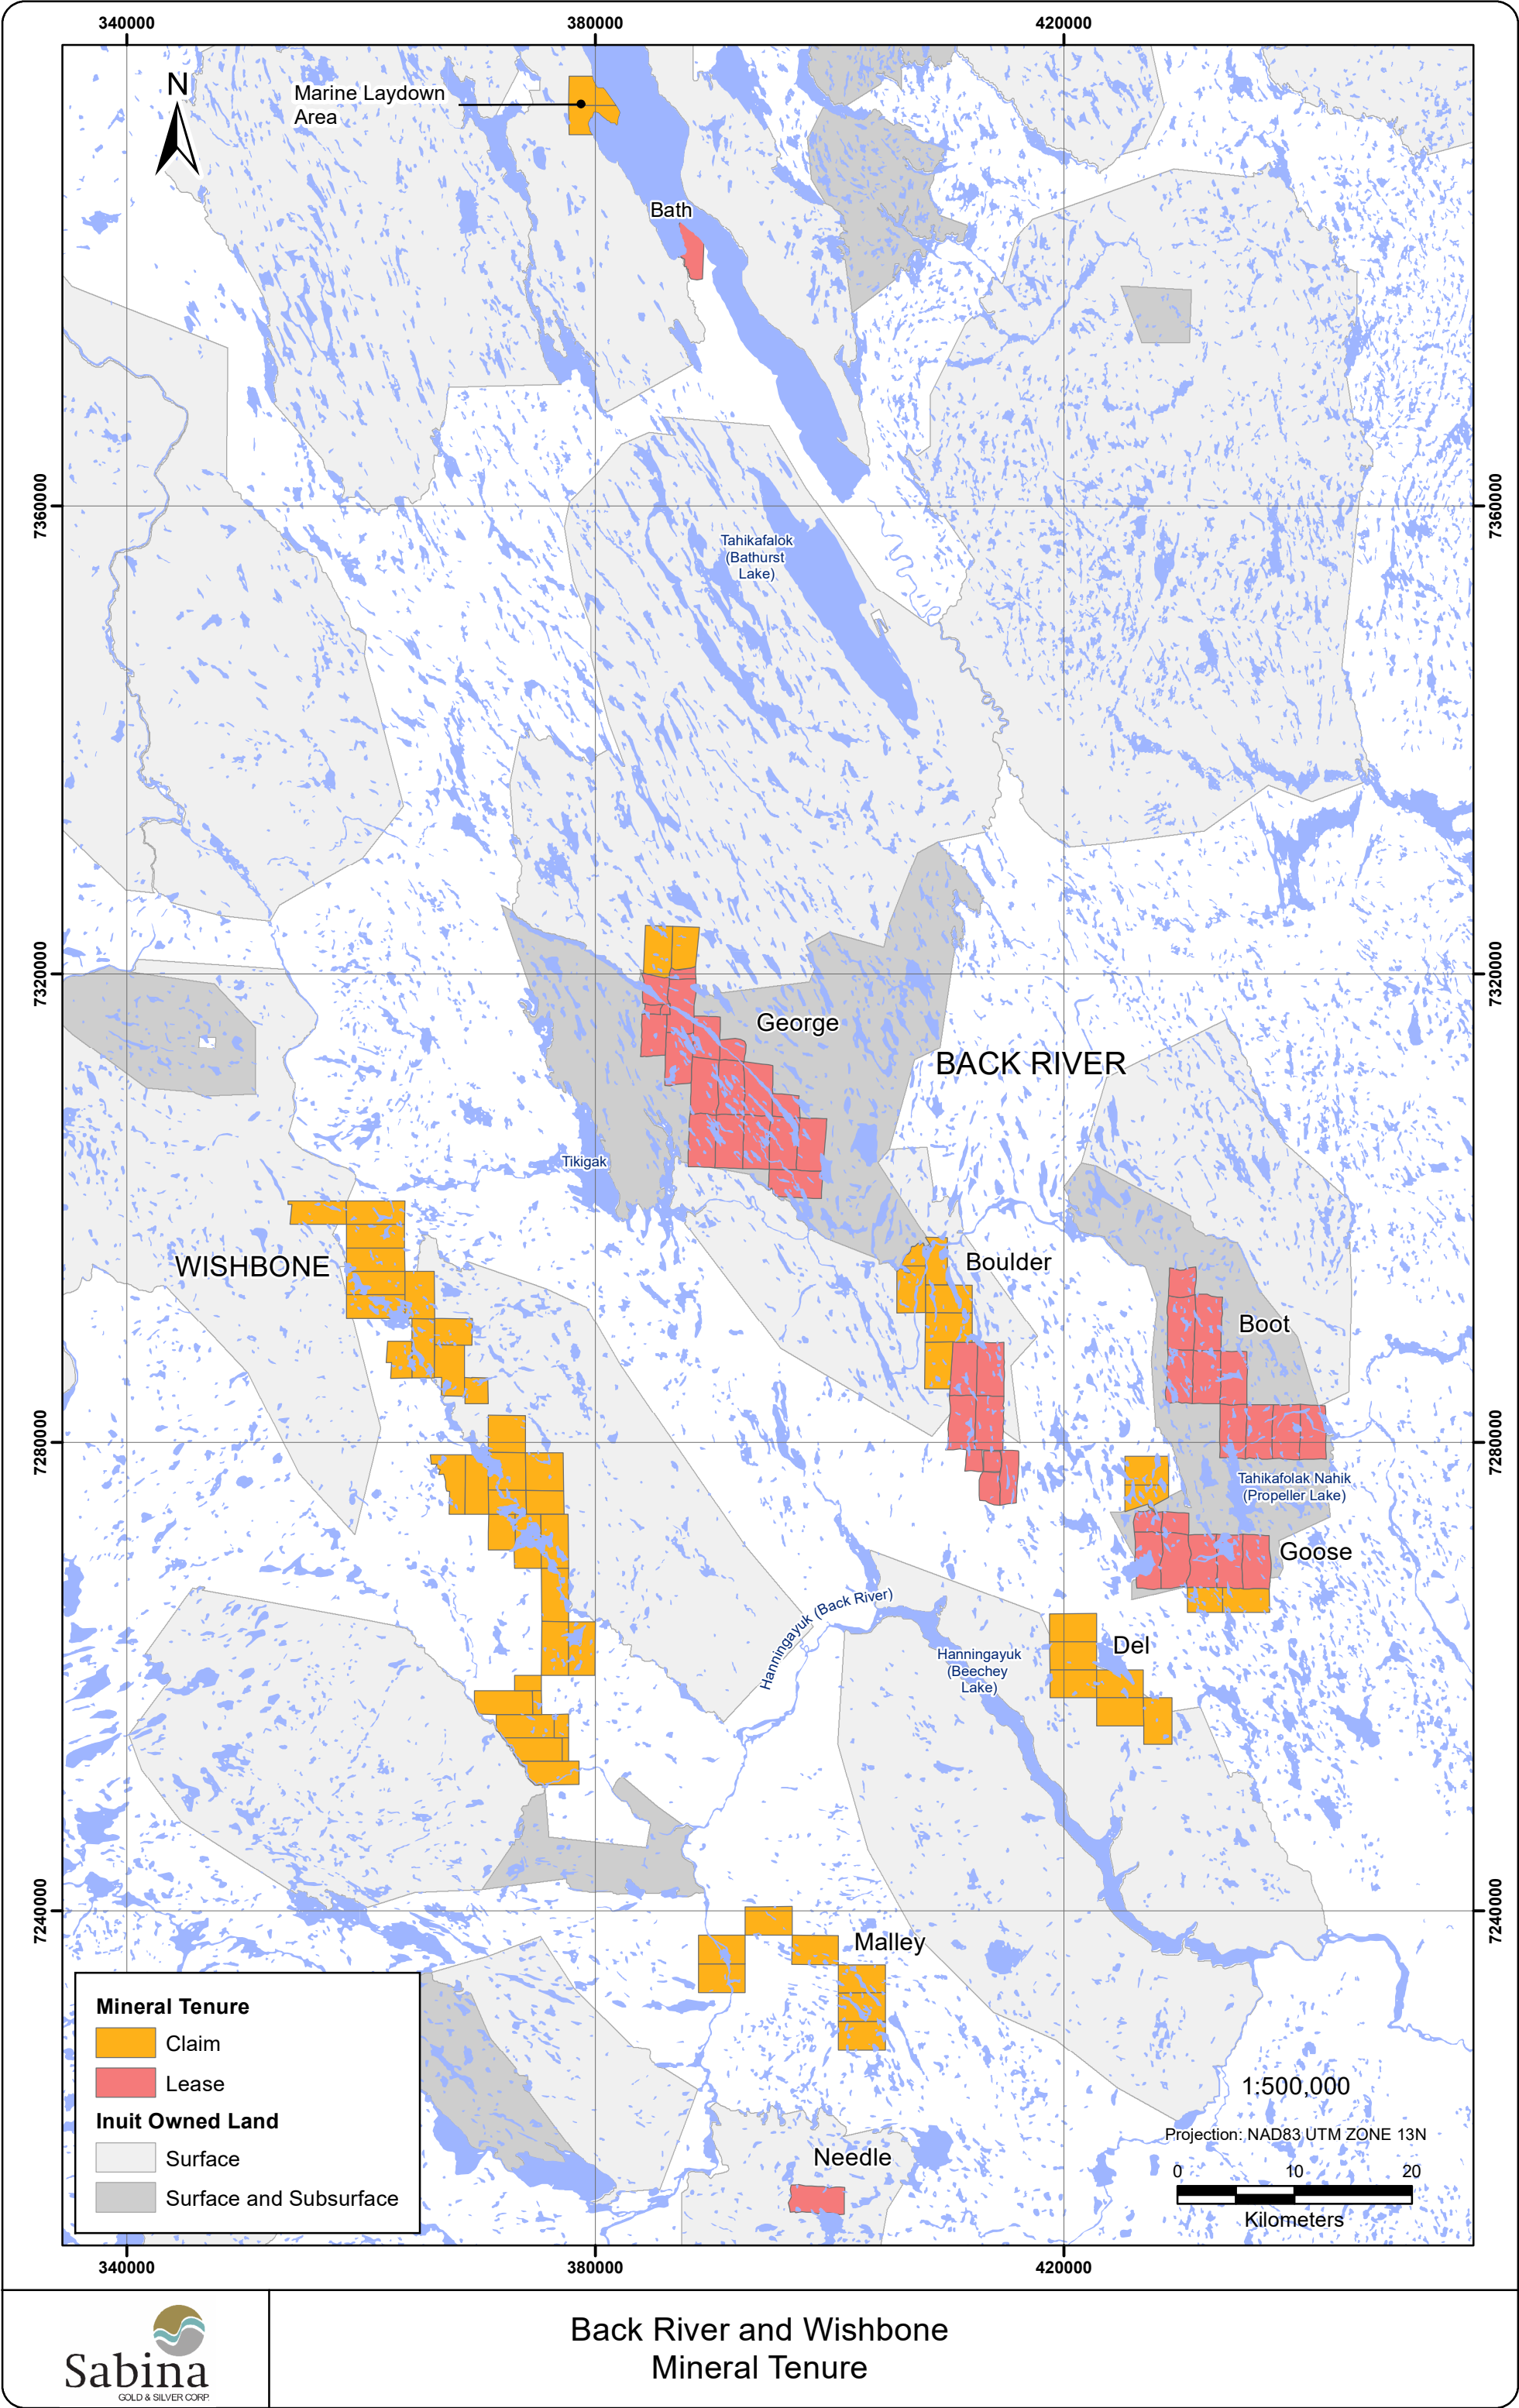 340000
380000
420000
N
Marine Laydown
Area
Bath
7360000
7360000
Tahikafalok
(Bathurst
Lake)
7320000
7320000
George
BACK RIVER
Tikigak
WISHBONE
Boulder
Boot
7280000
7280000
Tahikafolak Nahik
(Propeller Lake)
Goose
Hanningayuk (Back River)
Del
Hanningayuk
(Beechey
Lake)
7240000
7240000
Malley
Mineral Tenure
Claim
Lease
Inuit Owned Land
Surface
Surface and Subsurface
1:500,000
Projection: NAD83 UTM ZONE 13N
0
10
20
Kilometers
Needle
340000
380000
420000
Sabina
GOLD & SILVER CORP.
Back River and Wishbone
Mineral Tenure